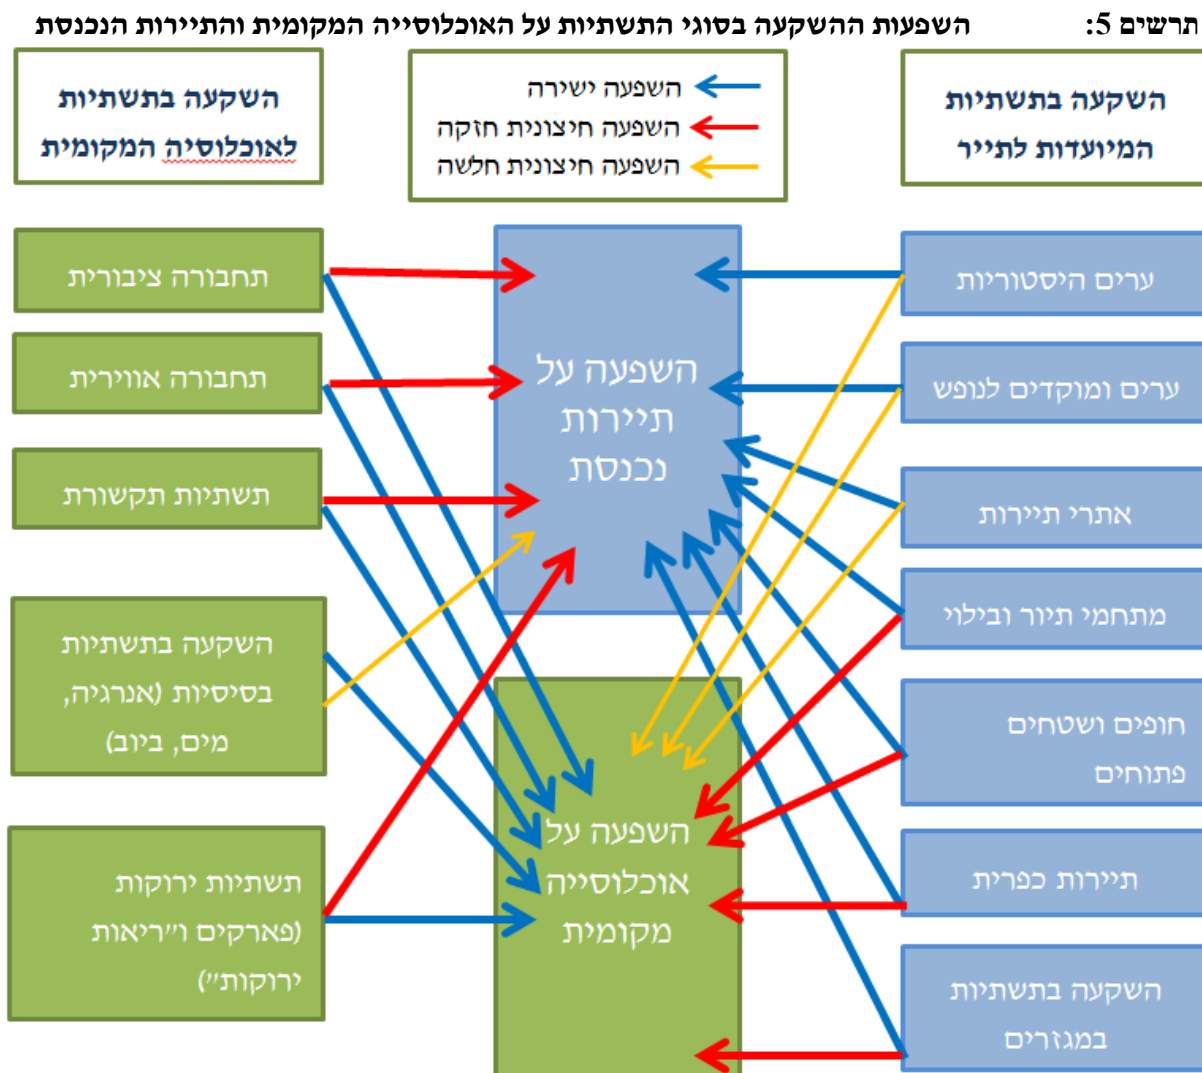 תרשים 5: השפעות ההשקעה בסוגי התשתיות על האוכלוסייה המקומית והתיירות הנכנסת
השקעה בתשתיות
המיועדות לתייר
השפעה ישירה
השפעה חיצונית חזקה
השפעה חיצונית חלשה
השקעה בתשתיות
לאוכלוסיה המקומית
ערים היסטוריות
ערים ומוקדים לנופש
אתרי תיירות
מתחמי תיור ובילוי
חופים ושטחים
פתוחים
תיירות כפרית
השקעה בתשתיות
במגזרים
השפעה על
תיירות
נכנסת
השפעה על
אוכלוסייה
מקומית
תחבורה ציבורית
תחבורה אווירית
תשתיות תקשורת
השקעה בתשתיות
בסיסיות (אנרגיה,
מים, ביוב)
תשתיות ירוקות
(פארקים ו"ריאות
ירוקות")